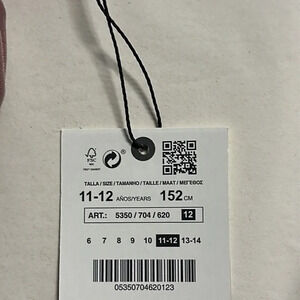 FSC
TALLA / SIZE / TAMANHO / TAILLE / MAAT / ΜΕΓΕΘΟΣ
11-12 AÑOS/YEARS 152 CM
ART.: 5350 / 704 / 620 12
6 7 8 9 10 11-12 13-14
05350704620123